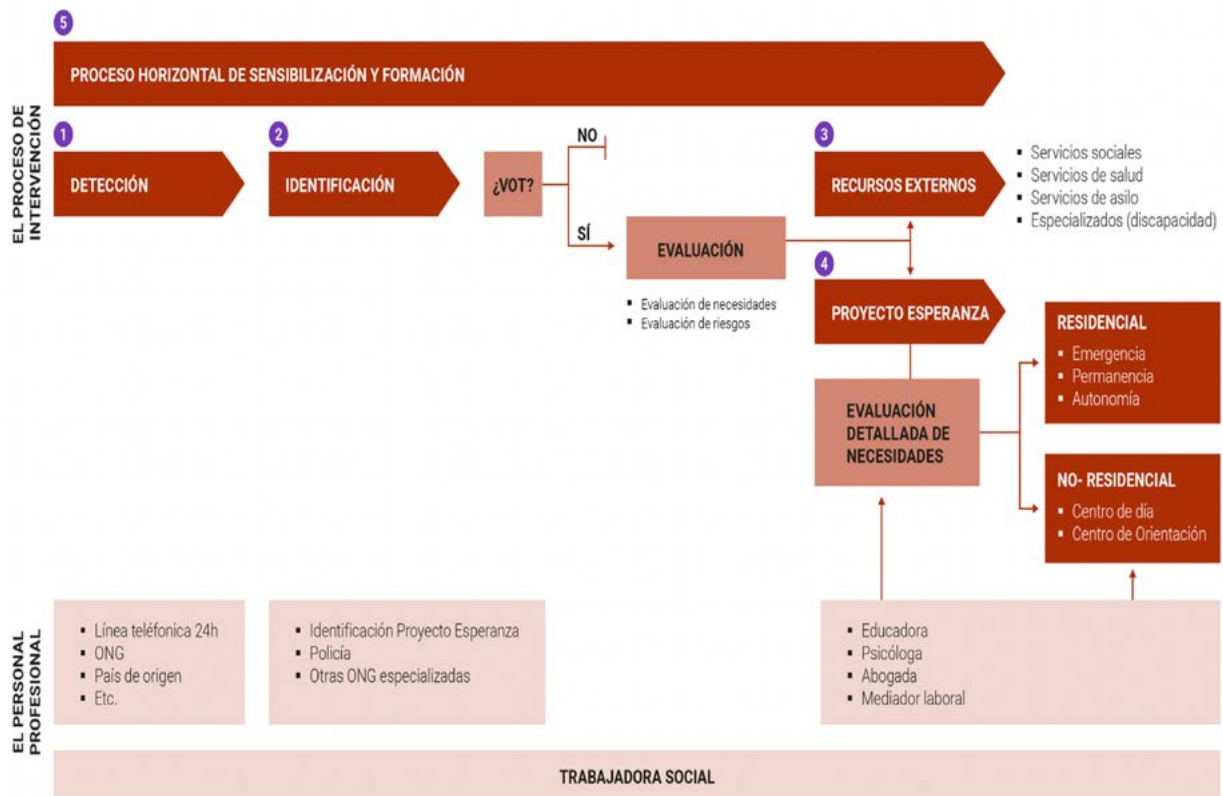 5
PROCESO HORIZONTAL DE SENSIBILIZACIÓN Y FORMACIÓN
EL PROCESO DE
INTERVENCIÓN
1
DETECCIÓN
2
IDENTIFICACIÓN
¿VOT?
NO
SÍ
EVALUACIÓN
▪ Evaluación de necesidades
▪ Evaluación de riesgos
3
RECURSOS EXTERNOS
▪ Servicios sociales
▪ Servicios de salud
▪ Servicios de asilo
▪ Especializados (discapacidad)
4
PROYECTO ESPERANZA
EVALUACIÓN
DETALLADA DE
NECESIDADES
RESIDENCIAL
▪ Emergencia
▪ Permanencia
▪ Autonomía
NO- RESIDENCIAL
▪ Centro de día
▪ Centro de Orientación
EL PERSONAL
PROFESIONAL
▪ Línea teléfonica 24h
▪ ONG
▪ País de origen
▪ Etc.
▪ Identificación Proyecto Esperanza
▪ Policía
▪ Otras ONG especializadas
▪ Educadora
▪ Psicóloga
▪ Abogada
▪ Mediador laboral
TRABAJADORA SOCIAL